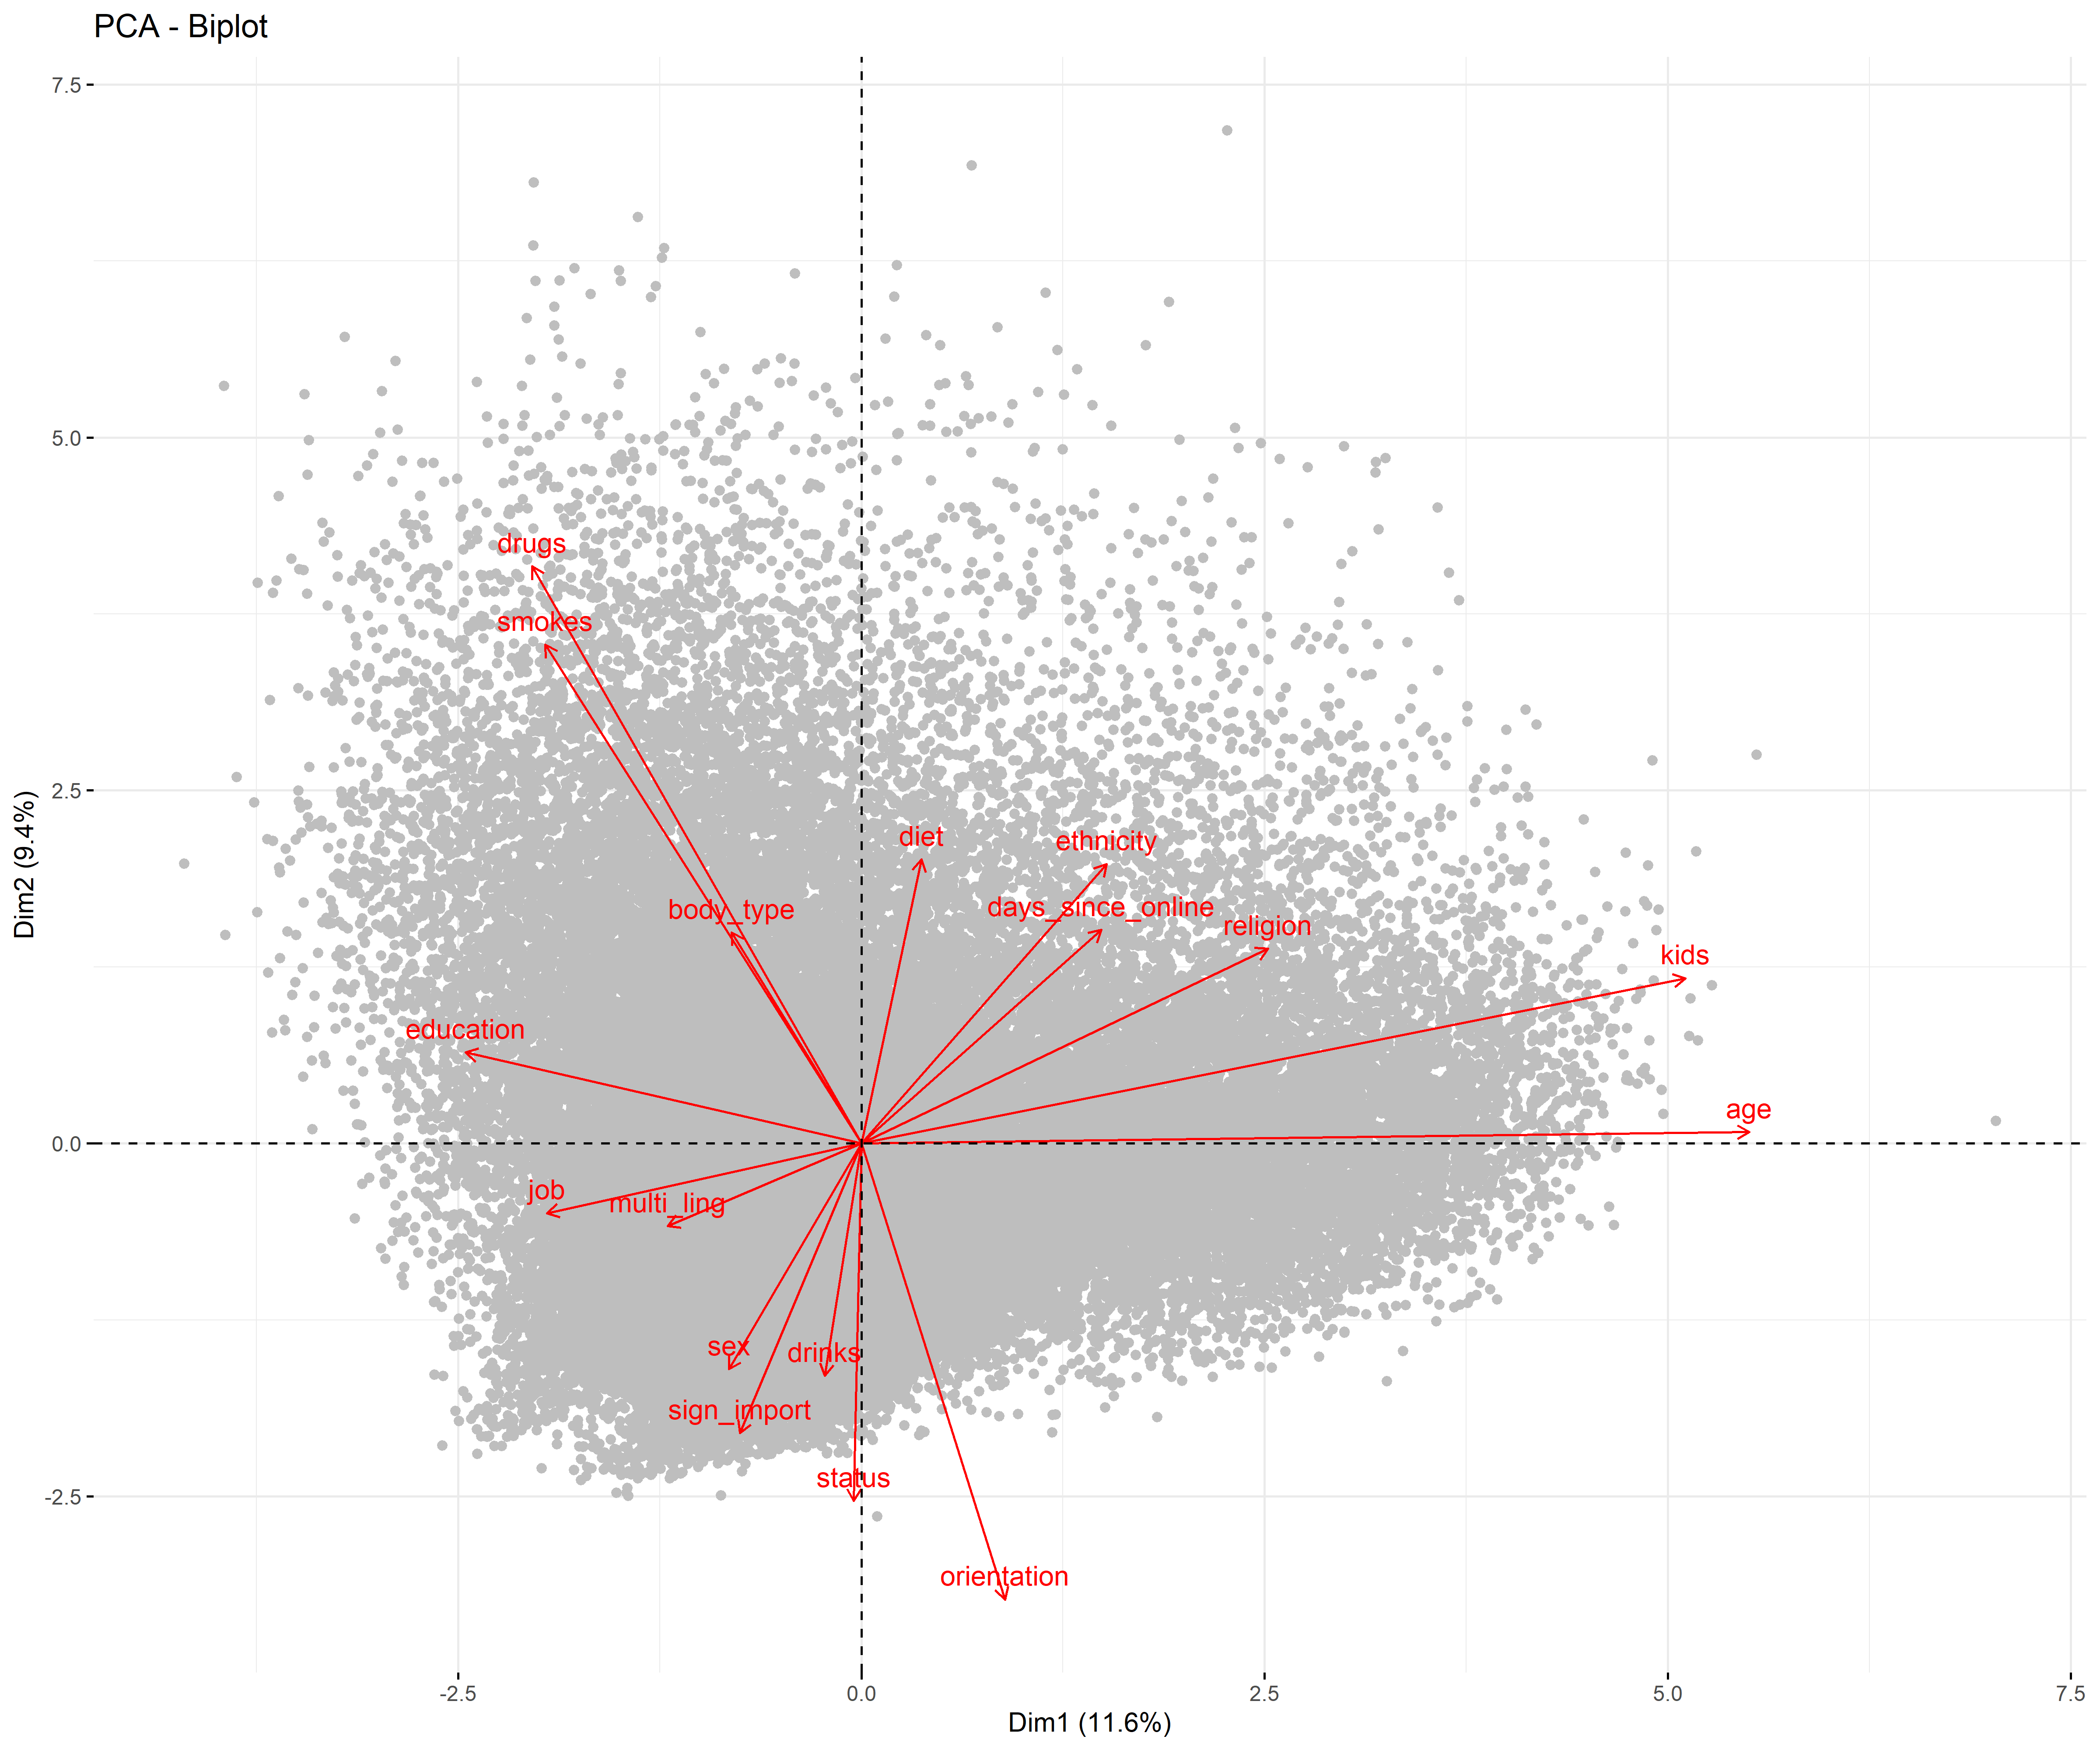 PCA - Biplot
7.5
5.0
drugs
smokes
2.5
diet
ethnicity
body_type
days_since_online
religion
kids
education
age
0.0
job
multi_ling
sex
drinks
sign_import
status
-2.5
orientation
Dim2 (9.4%)
-2.5
0.0
2.5
5.0
7.5
Dim1 (11.6%)